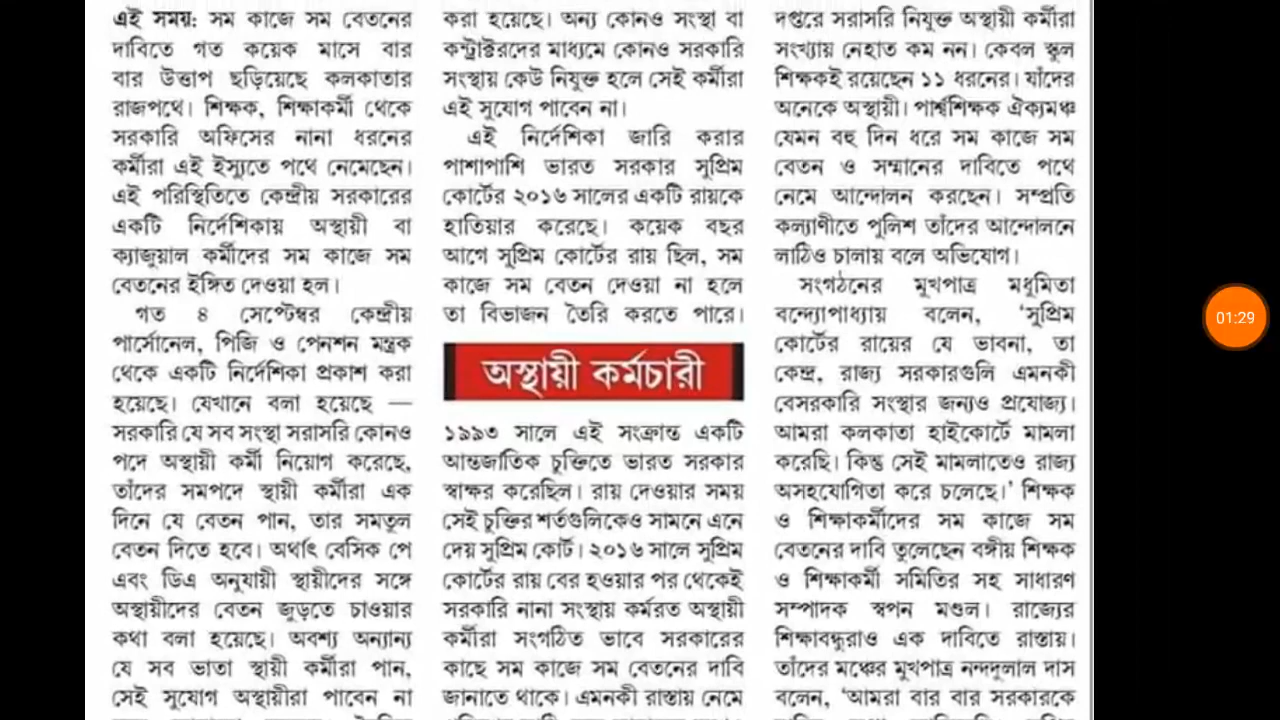 এই সময়: সম কাজে সম বেতনের
দাবিতে গত কয়েক মাসে বার
বার উত্তাপ ছড়িয়েছে কলকাতার
রাজপথে। শিক্ষক, শিক্ষাকর্মী থেকে
সরকারি অফিসের নানা ধরনের
কর্মীরা এই ইস্যুতে পথে নেমেছেন।
এই পরিস্থিতিতে কেন্দ্রীয় সরকারের
একটি নির্দেশিকায় অস্থায়ী বা
ক্যাজুয়াল কর্মীদের সম কাজে সম
বেতনের ইঙ্গিত দেওয়া হল।
গত ৪ সেপ্টেম্বর কেন্দ্রীয়
পার্সোনেল, পিজি ও পেনশন মন্ত্রক
থেকে একটি নির্দেশিকা প্রকাশ করা
হয়েছে। যেখানে বলা হয়েছে —
সরকারি যে সব সংস্থা সরাসরি কোনও
পদে অস্থায়ী কর্মী নিয়োগ করেছে,
তাঁদের সমপদে স্থায়ী কর্মীরা এক
দিনে যে বেতন পান, তার সমতুল
বেতন দিতে হবে। অর্থাৎ বেসিক পে
এবং ডিএ অনুযায়ী স্থায়ীদের সঙ্গে
অস্থায়ীদের বেতন জুড়তে চাওয়ার
কথা বলা হয়েছে। অবশ্য অন্যান্য
যে সব ভাতা স্থায়ী কর্মীরা পান,
সেই সুযোগ অস্থায়ীরা পাবেন না
করা হয়েছে। অন্য কোনও সংস্থা বা
কন্ট্রাক্টরদের মাধ্যমে কোনও সরকারি
সংস্থায় কেউ নিযুক্ত হলে সেই কর্মীরা
এই সুযোগ পাবেন না।
এই নির্দেশিকা জারি করার
পাশাপাশি ভারত সরকার সুপ্রিম
কোর্টের ২০১৬ সালের একটি রায়কে
হাতিয়ার করেছে। কয়েক বছর
আগে সুপ্রিম কোর্টের রায় ছিল, সম
কাজে সম বেতন দেওয়া না হলে
তা বিভাজন তৈরি করতে পারে।
অস্থায়ী কর্মচারী
১৯৯৩ সালে এই সংক্রান্ত একটি
আন্তর্জাতিক চুক্তিতে ভারত সরকার
স্বাক্ষর করেছিল। রায় দেওয়ার সময়
সেই চুক্তির শর্তগুলিকেও সামনে এনে
দেয় সুপ্রিম কোর্ট। ২০১৬ সালে সুপ্রিম
কোর্টের রায় বের হওয়ার পর থেকেই
সরকারি নানা সংস্থায় কর্মরত অস্থায়ী
কর্মীরা সংগঠিত ভাবে সরকারের
কাছে সম কাজে সম বেতনের দাবি
জানাতে থাকে। এমনকী রাস্তায় নেমে
দপ্তরে সরাসরি নিযুক্ত অস্থায়ী কর্মীরা
সংখ্যায় নেহাত কম নন। কেবল স্কুল
শিক্ষকই রয়েছেন ১১ ধরনের। যাঁদের
অনেকে অস্থায়ী। পার্শ্বশিক্ষক ঐক্যমঞ্চ
যেমন বহু দিন ধরে সম কাজে সম
বেতন ও সম্মানের দাবিতে পথে
নেমে আন্দোলন করছেন। সম্প্রতি
কল্যাণীতে পুলিশ তাঁদের আন্দোলনে
লাঠিও চালায় বলে অভিযোগ।
সংগঠনের মুখপাত্র মধুমিতা
বন্দ্যোপাধ্যায় বলেন, ‘সুপ্রিম
কোর্টের রায়ের যে ভাবনা, তা
কেন্দ্র, রাজ্য সরকারগুলি এমনকী
বেসরকারি সংস্থার জন্যও প্রযোজ্য।
আমরা কলকাতা হাইকোর্টে মামলা
করেছি। কিন্তু সেই মামলাতেও রাজ্য
অসহযোগিতা করে চলেছে।’ শিক্ষক
ও শিক্ষাকর্মীদের সম কাজে সম
বেতনের দাবি তুলেছেন বঙ্গীয় শিক্ষক
ও শিক্ষাকর্মী সমিতির সহ সাধারণ
সম্পাদক স্বপন মণ্ডল। রাজ্যের
শিক্ষাবন্ধুরাও এক দাবিতে রাস্তায়।
তাঁদের মঞ্চের মুখপাত্র নন্দদুলাল দাস
বলেন, ‘আমরা বার বার সরকারকে
01:29